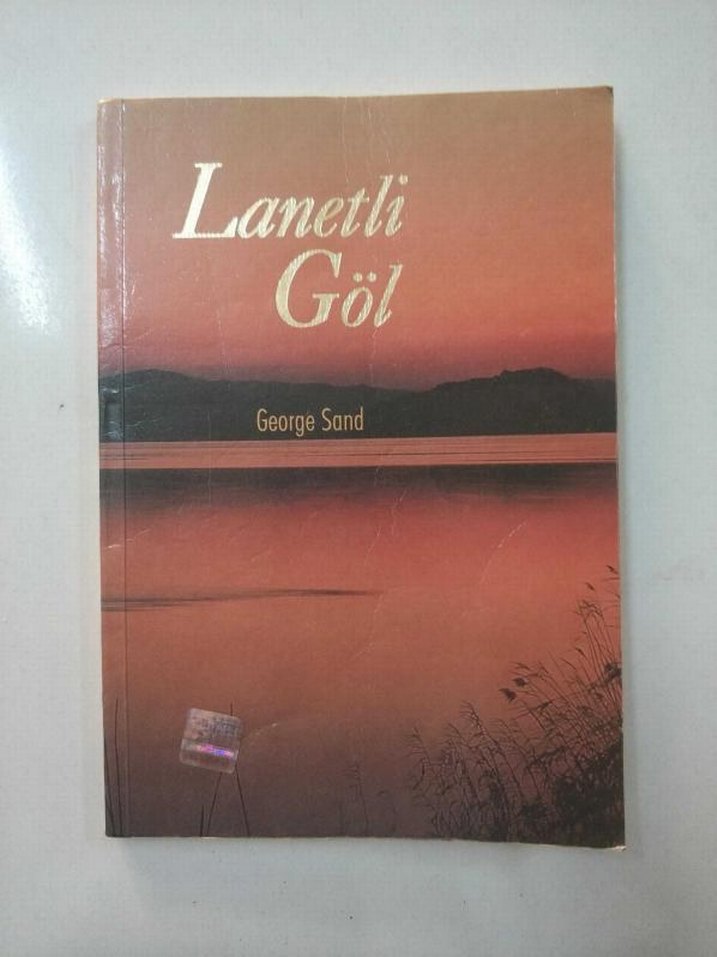 Lanetli
Göl
George Sand